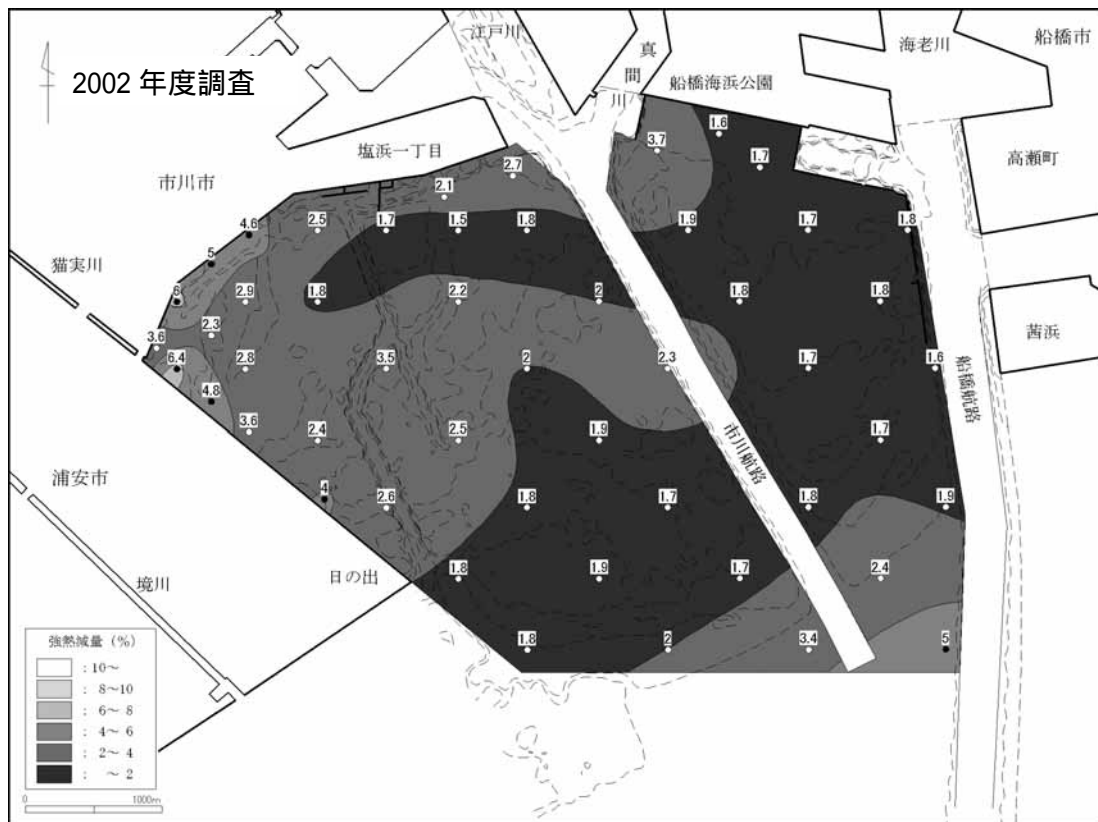 2002 年度調査
江戸川
真間川
船橋海浜公園
海老川
船橋市
高瀬町
茜浜
船橋航路
市川航路
塩浜一丁目
市川市
猫実川
浦安市
境川
日の出
3.7
1.6
1.7
2.7
2.1
4.6
2.5
1.7
1.5
1.8
1.9
1.7
1.8
5
6
2.9
1.8
2.2
2
1.8
1.8
2.3
3.6
6.4
2.8
3.5
2
2.3
1.7
1.6
4.8
3.6
2.4
2.5
1.9
1.7
4
2.6
1.8
1.7
1.8
1.9
1.8
1.9
1.7
2.4
1.8
2
3.4
5
強熱減量 (%)
: 10～
: 8～10
: 6～ 8
: 4～ 6
: 2～ 4
: ～ 2
0 1000m